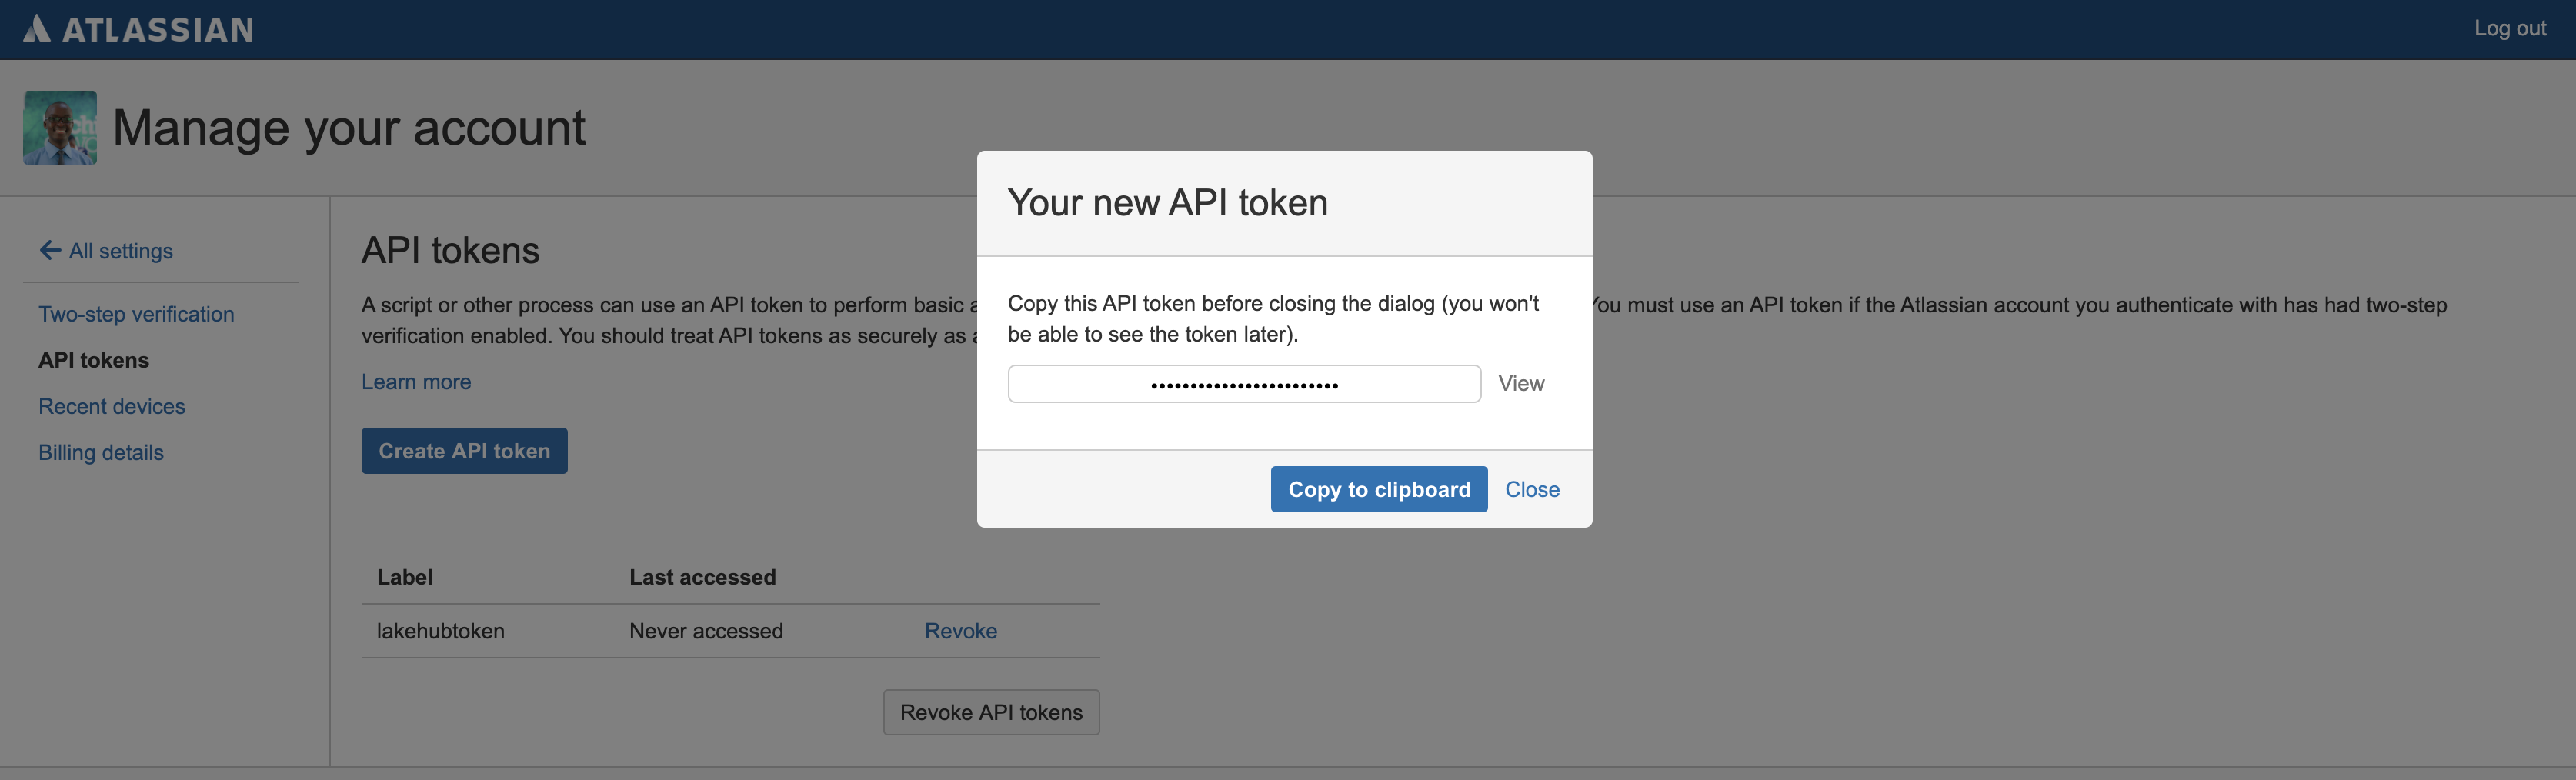 ATLASSIAN
Log out
Manage your account
All settings
Two-step verification
API tokens
Recent devices
Billing details
API tokens
A script or other process can use an API token to perform basic
You must use an API token if the Atlassian account you authenticate with has had two-step
verification enabled. You should treat API tokens as securely as
Learn more
Create API token
Label Last accessed
lakehubtoken Never accessed Revoke
Revoke API tokens
Your new API token
Copy this API token before closing the dialog (you won't
be able to see the token later).
View
Copy to clipboard Close